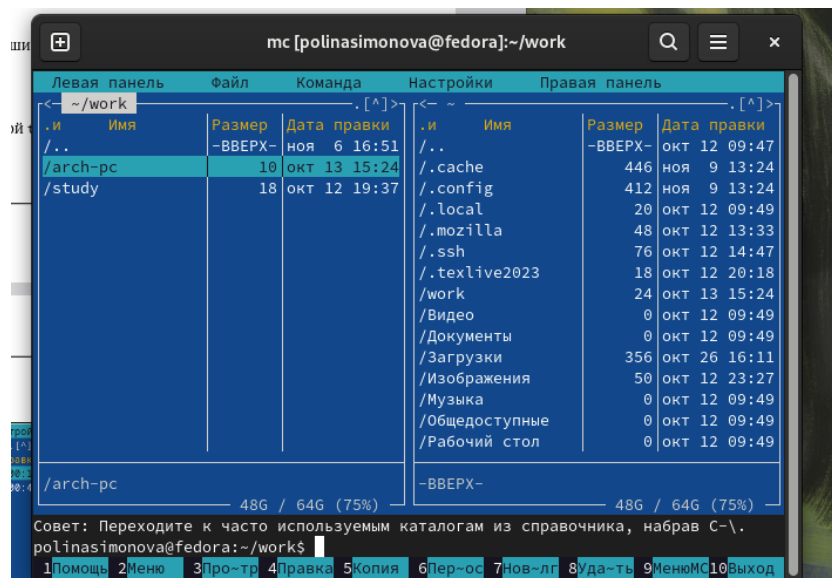 ши
mc [polinasimonova@fedora]:~/work
Левая панель Файл Команда Настройки Правая панель
<— ~/work .[^]> <— ~ .[^]>
.и Имя Размер Дата правки .и Имя Размер Дата правки
/.. -ВВЕРХ- ноя 6 16:51 /.. -ВВЕРХ- окт 12 09:47
/arch-pc 10 окт 13 15:24 /.cache 446 ноя 9 13:24
/study 18 окт 12 19:37 /.config 412 ноя 9 13:24
/.local 20 окт 12 09:49
/.mozilla 48 окт 12 13:33
/.ssh 76 окт 12 14:47
/.texlive2023 18 окт 12 20:18
/work 24 окт 13 15:24
/Видео 0 окт 12 09:49
/Документы 0 окт 12 09:49
/Загрузки 356 окт 26 16:11
/Изображения 50 окт 12 23:27
/Музыка 0 окт 12 09:49
/Общедоступные 0 окт 12 09:49
/Рабочий стол 0 окт 12 09:49
/arch-pc -ВВЕРХ-
48G / 64G (75%) 48G / 64G (75%)
Совет: Переходите к часто используемым каталогам из справочника, набрав C-\.
polinasimonova@fedora:~/work$
1Помощь 2Меню 3Про~тр 4Правка 5Копия 6Пер~ос 7Нов~лг 8Уда~ть 9МенюMC 10Выход